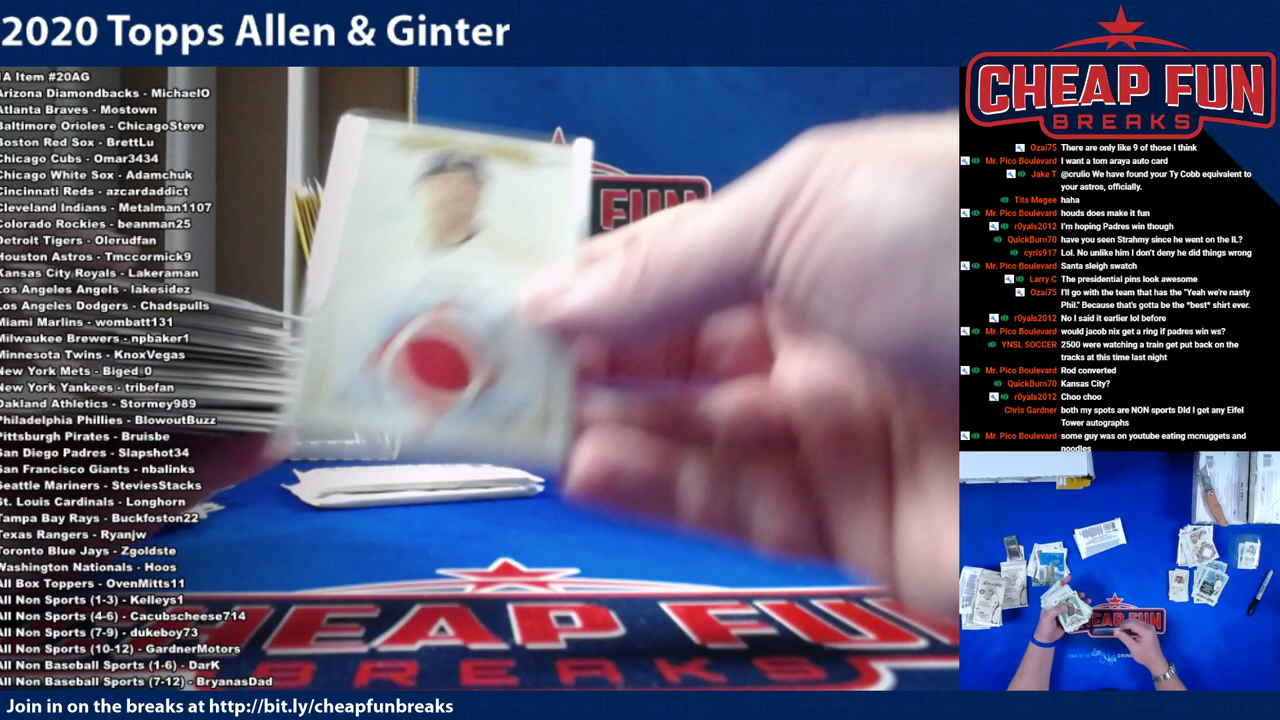 2020 Topps Allen & Ginter
1A Item #20AG
Arizona Diamondbacks - MichaelO
Atlanta Braves - Mostown
Baltimore Orioles - ChicagoSteve
Boston Red Sox - BrettLu
Chicago Cubs - Omar3434
Chicago White Sox - Adamchuk
Cincinnati Reds - azcardaddict
Cleveland Indians - Metalman1107
Colorado Rockies - beanman25
Detroit Tigers - Olerudfan
Houston Astros - Tmccormick9
Kansas City Royals - Lakeraman
Los Angeles Angels - lakesidez
Los Angeles Dodgers - Chadspulls
Miami Marlins - wombatt131
Milwaukee Brewers - npbaker1
Minnesota Twins - KnoxVegas
New York Mets - Biged_0
New York Yankees - tribefan
Oakland Athletics - Stormey989
Philadelphia Phillies - BlowoutBuzz
Pittsburgh Pirates - Bruisbe
San Diego Padres - Slapshot34
San Francisco Giants - nbalinks
Seattle Mariners - SteviesStacks
St. Louis Cardinals - Longhorn
Tampa Bay Rays - Buckfoston22
Texas Rangers - Ryanjw
Toronto Blue Jays - Zgoldste
Washington Nationals - Hoos
All Box Toppers - OvenMitts11
All Non Sports (1-3) - Kelleys1
All Non Sports (4-6) - Cacubscheese714
All Non Sports (7-9) - dukeboy73
All Non Sports (10-12) - GardnerMotors
All Non Baseball Sports (1-6) - DarK
All Non Baseball Sports (7-12) - BryanasDad
FUN
CHEAP FU
BREAKS
CHEAP FUN
BREAKS
Ozai75 There are only like 9 of those I think
Mr. Pico Boulevard I want a tom araya auto card
Jake T @crulio We have found your Ty Cobb equivalent to
your astros, officially.
Tits Megee haha
Mr. Pico Boulevard houds does make it fun
r0yals2012 I'm hoping Padres win though
QuickBurn70 have you seen Strahmy since he went on the IL?
cyris917 Lol. No unlike him I don't deny he did things wrong
Mr. Pico Boulevard Santa sleigh swatch
Larry C The presidential pins look awesome
Ozai75 I'll go with the team that has the "Yeah we're nasty
Phil." Because that's gotta be the *best* shirt ever.
r0yals2012 No I said it earlier lol before
Mr. Pico Boulevard would jacob nix get a ring if padres win ws?
YNSL SOCCER 2500 were watching a train get put back on the
tracks at this time last night
Mr. Pico Boulevard Rod converted
QuickBurn70 Kansas City?
r0yals2012 Choo choo
Chris Gardner both my spots are NON sports DId I get any Eifel
Tower autographs
Mr. Pico Boulevard some guy was on youtube eating mcnuggets and
noodles
EAP FUN
Join in on the breaks at http://bit.ly/cheapfunbreaks